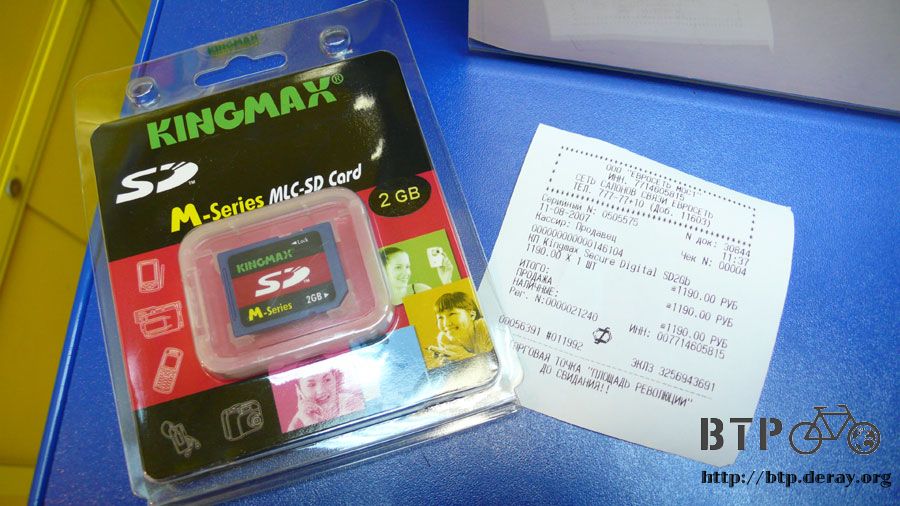 KINGMAX
KINGMAX®
SD
M-Series MLC-SD Card
2 GB
Lock
KINGMAX
SD
M-Series 2GB
ООО "ЕВРОСЕТЬ МСС"
ИНН. 7714605815
СЕТЬ САЛОНОВ СВЯЗИ ЕВРОСЕТЬ
ТЕЛ. 777-77-10 (Доб. 11603)
Серийный N 0505575 N док: 30844
11-08-2007 11:37
Кассир: Продавец Чек N: 00004
00000000000146104
КП Kingmax Secure Digital SD2Gb
1190.00 X 1 ШТ ≡1190.00 РУБ
ИТОГО: ≡1190.00 РУБ
ПРОДАЖА
НАЛИЧНЫЕ: ≡1190.00 РУБ
Рег. N:0000021240 ИНН: 007714605815
00056391 #011992 ЭКЛЗ 3256943691
ТОРГОВАЯ ТОЧКА "ПЛОЩАДЬ РЕВОЛЮЦИИ"
ДО СВИДАНИЯ!!
BTP
http://btp.deray.org